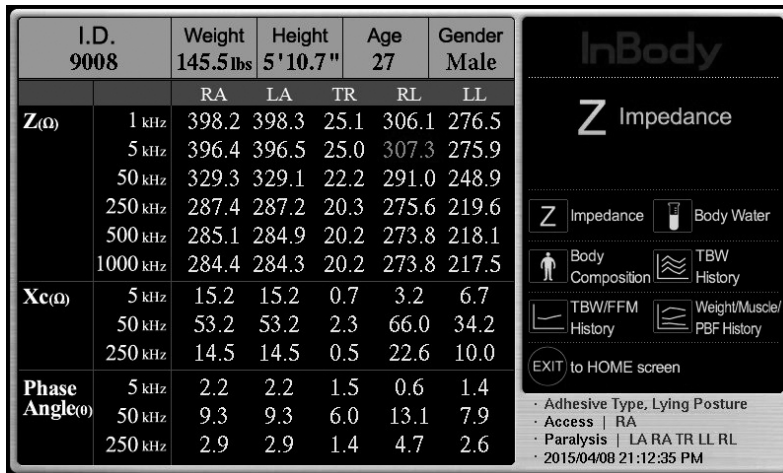 I.D. Weight Height Age Gender
9008 145.5 lbs 5'10.7" 27 Male
RA LA TR RL LL
Z(Ω) 1 kHz 398.2 398.3 25.1 306.1 276.5
5 kHz 396.4 396.5 25.0 307.3 275.9
50 kHz 329.3 329.1 22.2 291.0 248.9
250 kHz 287.4 287.2 20.3 275.6 219.6
500 kHz 285.1 284.9 20.2 273.8 218.1
1000 kHz 284.4 284.3 20.2 273.8 217.5
Xc(Ω) 5 kHz 15.2 15.2 0.7 3.2 6.7
50 kHz 53.2 53.2 2.3 66.0 34.2
250 kHz 14.5 14.5 0.5 22.6 10.0
Phase 5 kHz 2.2 2.2 1.5 0.6 1.4
Angle(θ) 50 kHz 9.3 9.3 6.0 13.1 7.9
250 kHz 2.9 2.9 1.4 4.7 2.6
InBody
Z Impedance
Z Impedance Body Water
Body Composition TBW History
TBW/FFM History Weight/Muscle/ PBF History
EXIT to HOME screen
· Adhesive Type, Lying Posture
· Access | RA
· Paralysis | LA RA TR LL RL
· 2015/04/08 21:12:35 PM